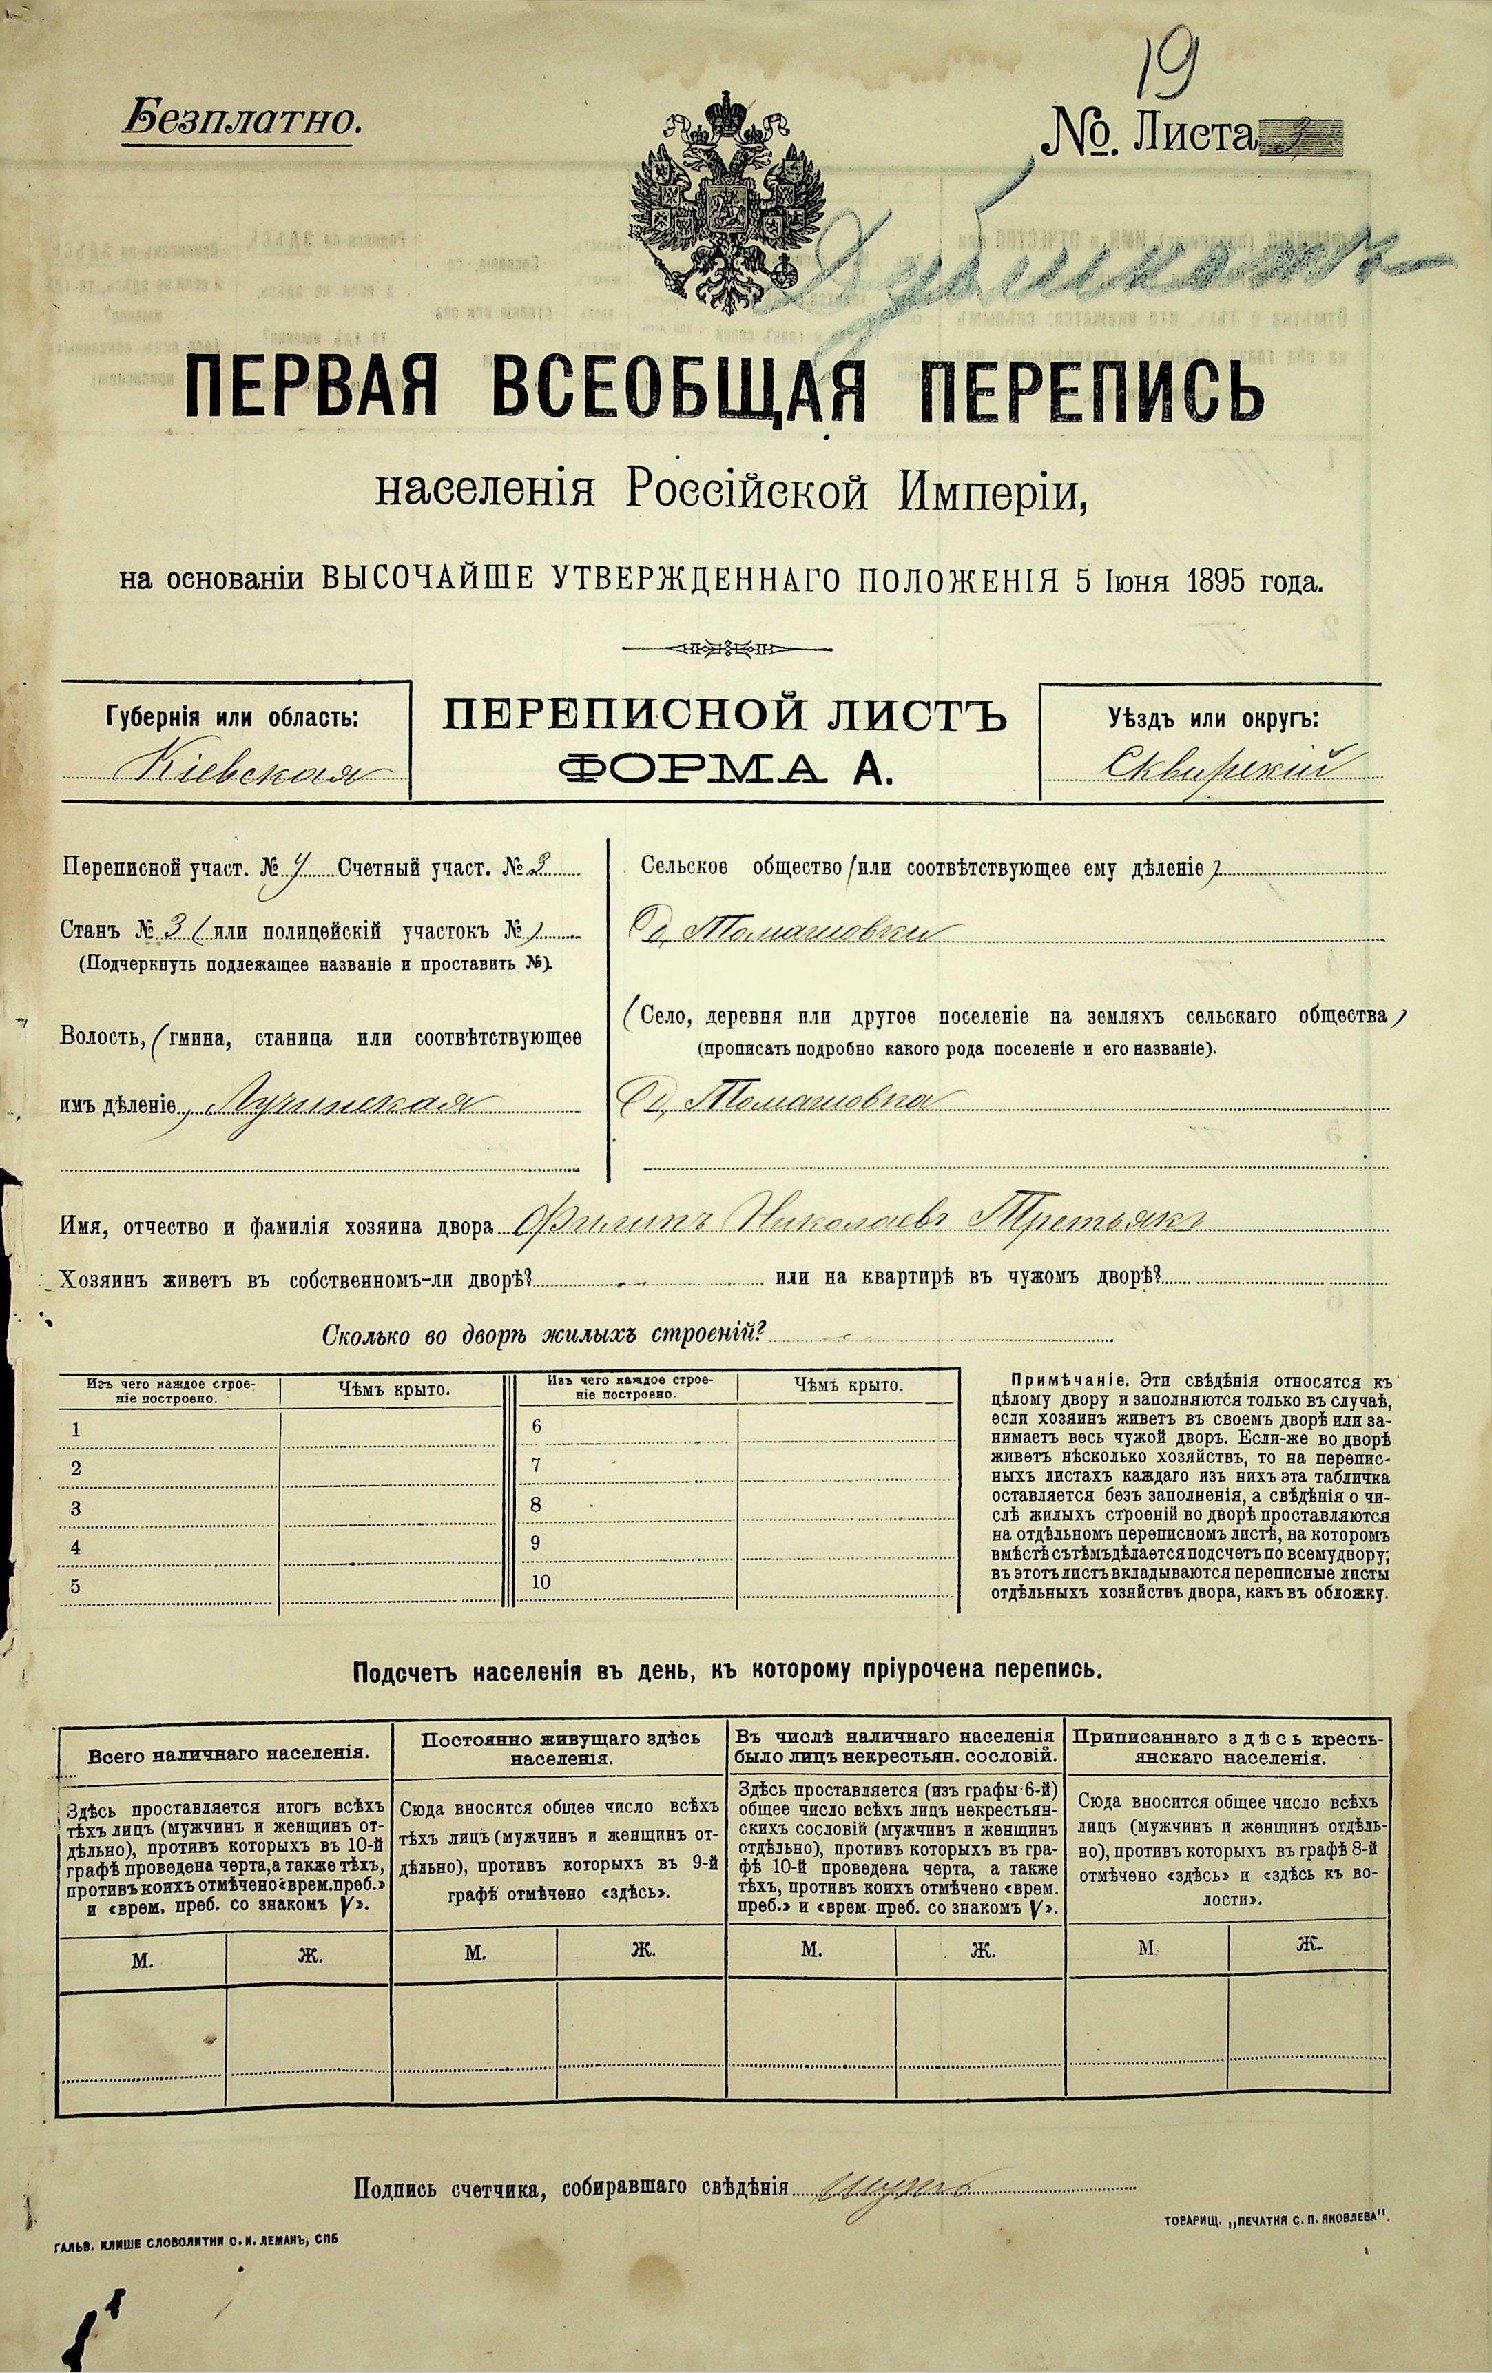 19
Безплатно.
№. Листа 3
Дубликатъ
ПЕРВАЯ ВСЕОБЩАЯ ПЕРЕПИСЬ
населенія Россійской Имперіи,
на основаніи ВЫСОЧАЙШЕ УТВЕРЖДЕННАГО ПОЛОЖЕНІЯ 5 Іюня 1895 года.
Губернія или область:
Кіевская
ПЕРЕПИСНОЙ ЛИСТЪ
ФОРМА А.
Уѣздъ или округъ:
Сквирскій
Переписной участ. № Счетный участ. № 3
Станъ № 3 (или полицейскій участокъ № )
(Подчеркнуть подлежащее названіе и проставить №).
Волость, (гмина, станица или соотвѣтствующее
имъ дѣленіе) Лучинская
Сельское общество (или соотвѣтствующее ему дѣленіе)
Д. Томашовки
(Село, деревня или другое поселеніе на земляхъ сельскаго общества)
(прописать подробно какого рода поселеніе и его названіе).
Д. Томашовка
Имя, отчество и фамилія хозяина двора Филипъ Николаевъ Третьякъ
Хозяинъ живетъ въ собственномъ-ли дворѣ? или на квартирѣ въ чужомъ дворѣ?
Сколько во дворѣ жилыхъ строеній?
Изъ чего каждое строе-
ніе построено.
Чѣмъ крыто.
1
2
3
4
5
Изъ чего каждое строе-
ніе построено.
Чѣмъ крыто.
6
7
8
9
10
Примѣчаніе. Эти свѣдѣнія относятся къ
цѣлому двору и заполняются только въ случаѣ,
если хозяинъ живетъ въ своемъ дворѣ или за-
нимаетъ весь чужой дворъ. Если-же во дворѣ
живетъ нѣсколько хозяйствъ, то на перепис-
ныхъ листахъ каждаго изъ нихъ эта табличка
оставляется безъ заполненія, а свѣдѣнія о чи-
слѣ жилыхъ строеній во дворѣ проставляются
на отдѣльномъ переписномъ листѣ, на которомъ
вмѣстѣ съ тѣмъ дѣлается подсчетъ по всему двору;
въ этотъ листъ вкладываются переписные листы
отдѣльныхъ хозяйствъ двора, какъ въ обложку.
Подсчетъ населенія въ день, къ которому пріурочена перепись.
Всего наличнаго населенія.
Здѣсь проставляется итогъ всѣхъ
тѣхъ лицъ (мужчинъ и женщинъ от-
дѣльно), противъ которыхъ въ 10-й
графѣ проведена черта, а также тѣхъ,
противъ коихъ отмѣчено «врем. преб.»
и «врем. преб. со знакомъ V».
М. Ж.
Постоянно живущаго здѣсь
населенія.
Сюда вносится общее число всѣхъ
тѣхъ лицъ (мужчинъ и женщинъ от-
дѣльно), противъ которыхъ въ 9-й
графѣ отмѣчено «здѣсь».
М. Ж.
Въ числѣ наличнаго населенія
было лицъ некрестьян. сословій.
Здѣсь проставляется (изъ графы 6-й)
общее число всѣхъ лицъ некрестьян-
скихъ сословій (мужчинъ и женщинъ
отдѣльно), противъ которыхъ въ гра-
фѣ 10-й проведена черта, а также
тѣхъ, противъ коихъ отмѣчено «врем.
преб.» и «врем. преб. со знакомъ V».
М. Ж.
Приписаннаго здѣсь кресть-
янскаго населенія.
Сюда вносится общее число всѣхъ
лицъ (мужчинъ и женщинъ отдѣль-
но), противъ которыхъ въ графѣ 8-й
отмѣчено «здѣсь» и «здѣсь къ во-
лости».
М. Ж.
Подпись счетчика, собиравшаго свѣдѣнія
ГАЛЬВ. КЛИШЕ СЛОВОЛИТНИ О. И. ЛЕМАНЪ, СПБ
ТОВАРИЩ. „ПЕЧАТНЯ С. П. ЯКОВЛЕВА“.